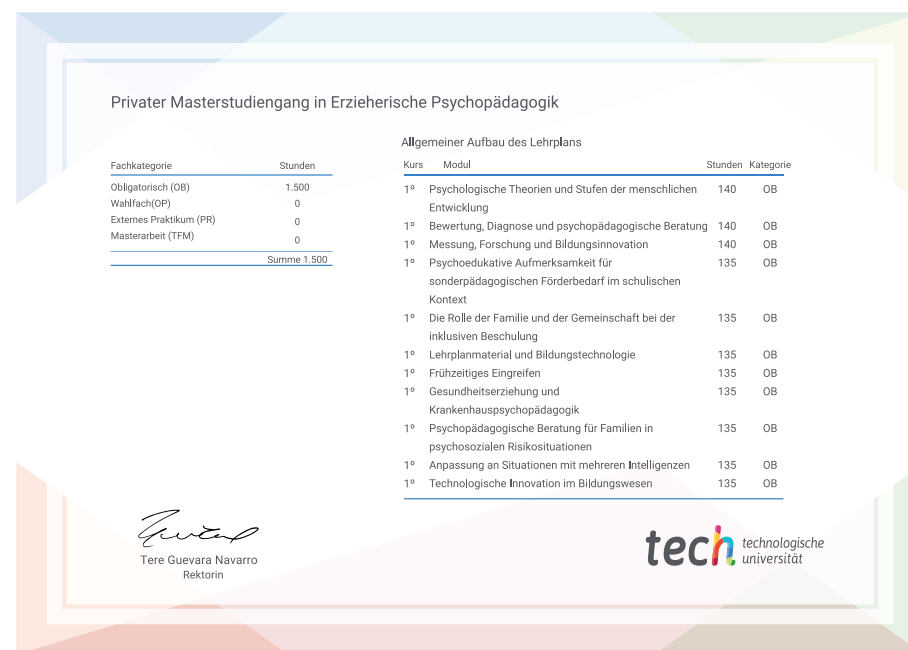 Privater Masterstudiengang in Erzieherische Psychopädagogik
Fachkategorie Stunden
Obligatorisch (OB) 1.500
Wahlfach(OP) 0
Externes Praktikum (PR) 0
Masterarbeit (TFM) 0
Summe 1.500
Allgemeiner Aufbau des Lehrplans
Kurs Modul Stunden Kategorie
1º Psychologische Theorien und Stufen der menschlichen 140 OB
Entwicklung
1º Bewertung, Diagnose und psychopädagogische Beratung 140 OB
1º Messung, Forschung und Bildungsinnovation 140 OB
1º Psychoedukative Aufmerksamkeit für 135 OB
sonderpädagogischen Förderbedarf im schulischen
Kontext
1º Die Rolle der Familie und der Gemeinschaft bei der 135 OB
inklusiven Beschulung
1º Lehrplanmaterial und Bildungstechnologie 135 OB
1º Frühzeitiges Eingreifen 135 OB
1º Gesundheitserziehung und 135 OB
Krankenhauspsychopädagogik
1º Psychopädagogische Beratung für Familien in 135 OB
psychosozialen Risikosituationen
1º Anpassung an Situationen mit mehreren Intelligenzen 135 OB
1º Technologische Innovation im Bildungswesen 135 OB
Tere Guevara Navarro
Rektorin
tech technologische
universität